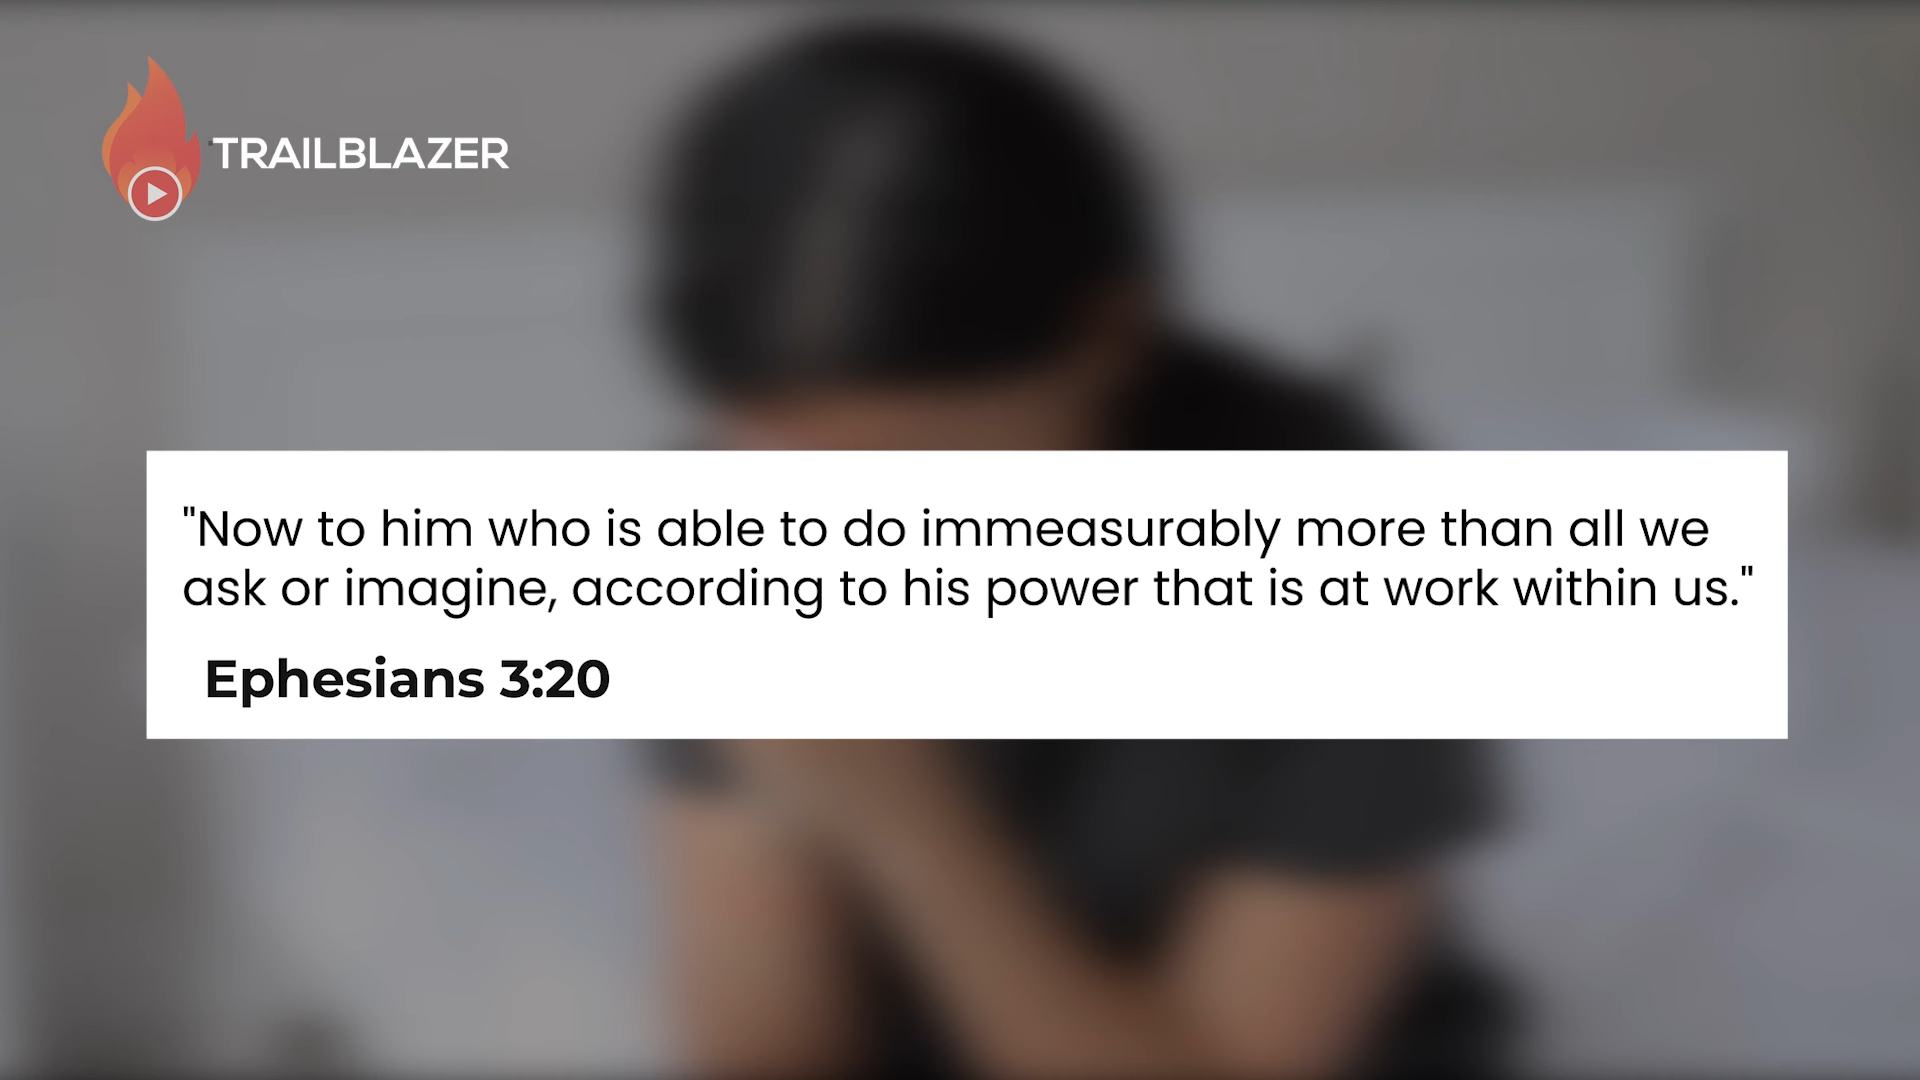 TRAILBLAZER
"Now to him who is able to do immeasurably more than all we
ask or imagine, according to his power that is at work within us."
Ephesians 3:20